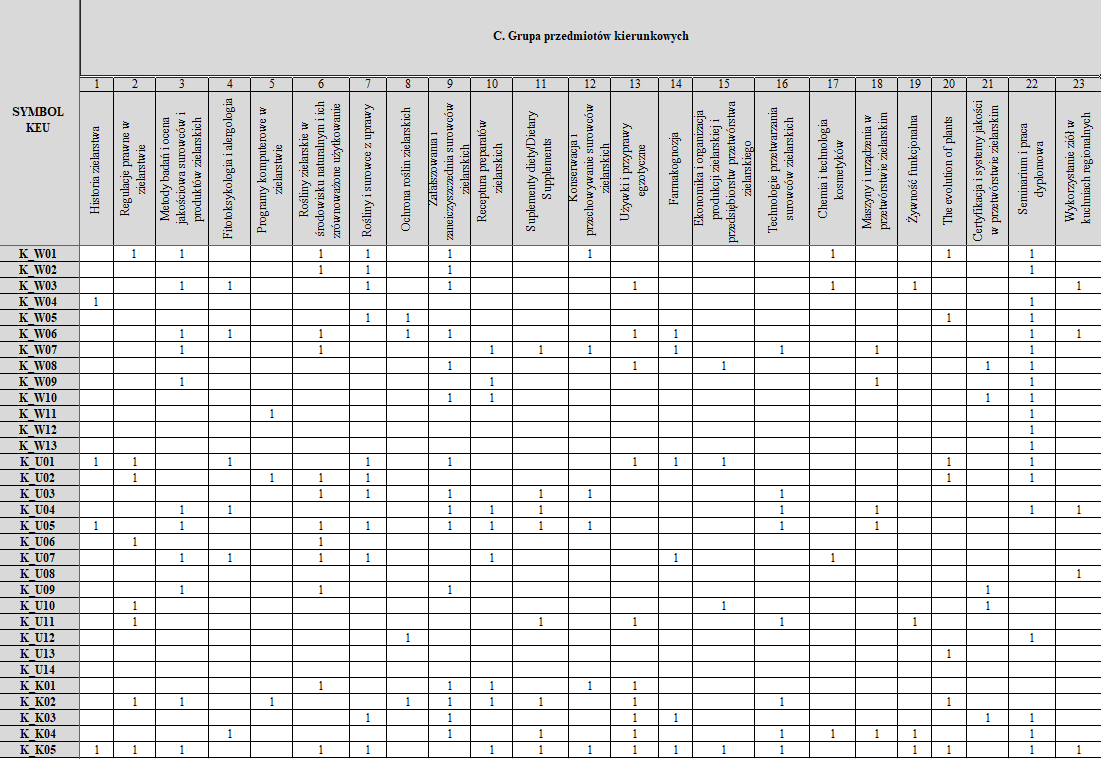 C. Grupa przedmiotów kierunkowych
SYMBOL
KEU
1 2 3 4 5 6 7 8 9 10 11 12 13 14 15 16 17 18 19 20 21 22 23
Historia zielarstwa
Regulacje prawne w
zielarstwie
Metody badań i ocena
jakościowa surowców i
produktów zielarskich
Fitotoksykologia i alergologia
Programy komputerowe w
zielarstwie
Rośliny zielarskie w
środowisku naturalnym i ich
zrównoważone użytkowanie
Rośliny i surowce z uprawy
Ochrona roślin zielarskich
Zafałszowania i
zanieiczyszczednia surowców
zielarskich
Receptura preparatów
zielarskich
Suplementy diety/Dietary
Supplements
Konserwacja i
przechowywanie surowców
zielarskich
Używki i przyprawy
egzotyczne
Farmakognozja
Ekonomika i organizacja
produkcji zielarskiej i
przedsiębiorstw przetwórstwa
zielarskiego
Technologie przetwarzania
surowców zielarskich
Chemia i technologia
kosmetyków
Maszyny i urządzenia w
przetwórstwie zielarskim
Żywność funkcjonalna
The evolution of plants
Certyfikacja i systemy jakości
w przetwórstwie zielarskim
Seminarium i praca
dyplomowa
Wykorzystanie ziół w
kuchniach regionalnych
K_W01 1 1 1 1 1 1 1 1 1
K_W02 1 1 1 1
K_W03 1 1 1 1 1 1 1 1
K_W04 1 1
K_W05 1 1 1 1
K_W06 1 1 1 1 1 1 1 1 1
K_W07 1 1 1 1 1 1 1 1 1
K_W08 1 1 1 1 1
K_W09 1 1 1 1
K_W10 1 1 1 1
K_W11 1 1
K_W12 1
K_W13 1
K_U01 1 1 1 1 1 1 1 1 1 1
K_U02 1 1 1 1 1 1
K_U03 1 1 1 1 1 1
K_U04 1 1 1 1 1 1 1 1 1
K_U05 1 1 1 1 1 1 1 1 1 1
K_U06 1 1
K_U07 1 1 1 1 1 1 1
K_U08 1
K_U09 1 1 1 1
K_U10 1 1 1
K_U11 1 1 1 1 1
K_U12 1 1
K_U13 1
K_U14
K_K01 1 1 1 1 1
K_K02 1 1 1 1 1 1 1 1 1 1
K_K03 1 1 1 1 1 1
K_K04 1 1 1 1 1 1 1 1 1
K_K05 1 1 1 1 1 1 1 1 1 1 1 1 1 1 1 1